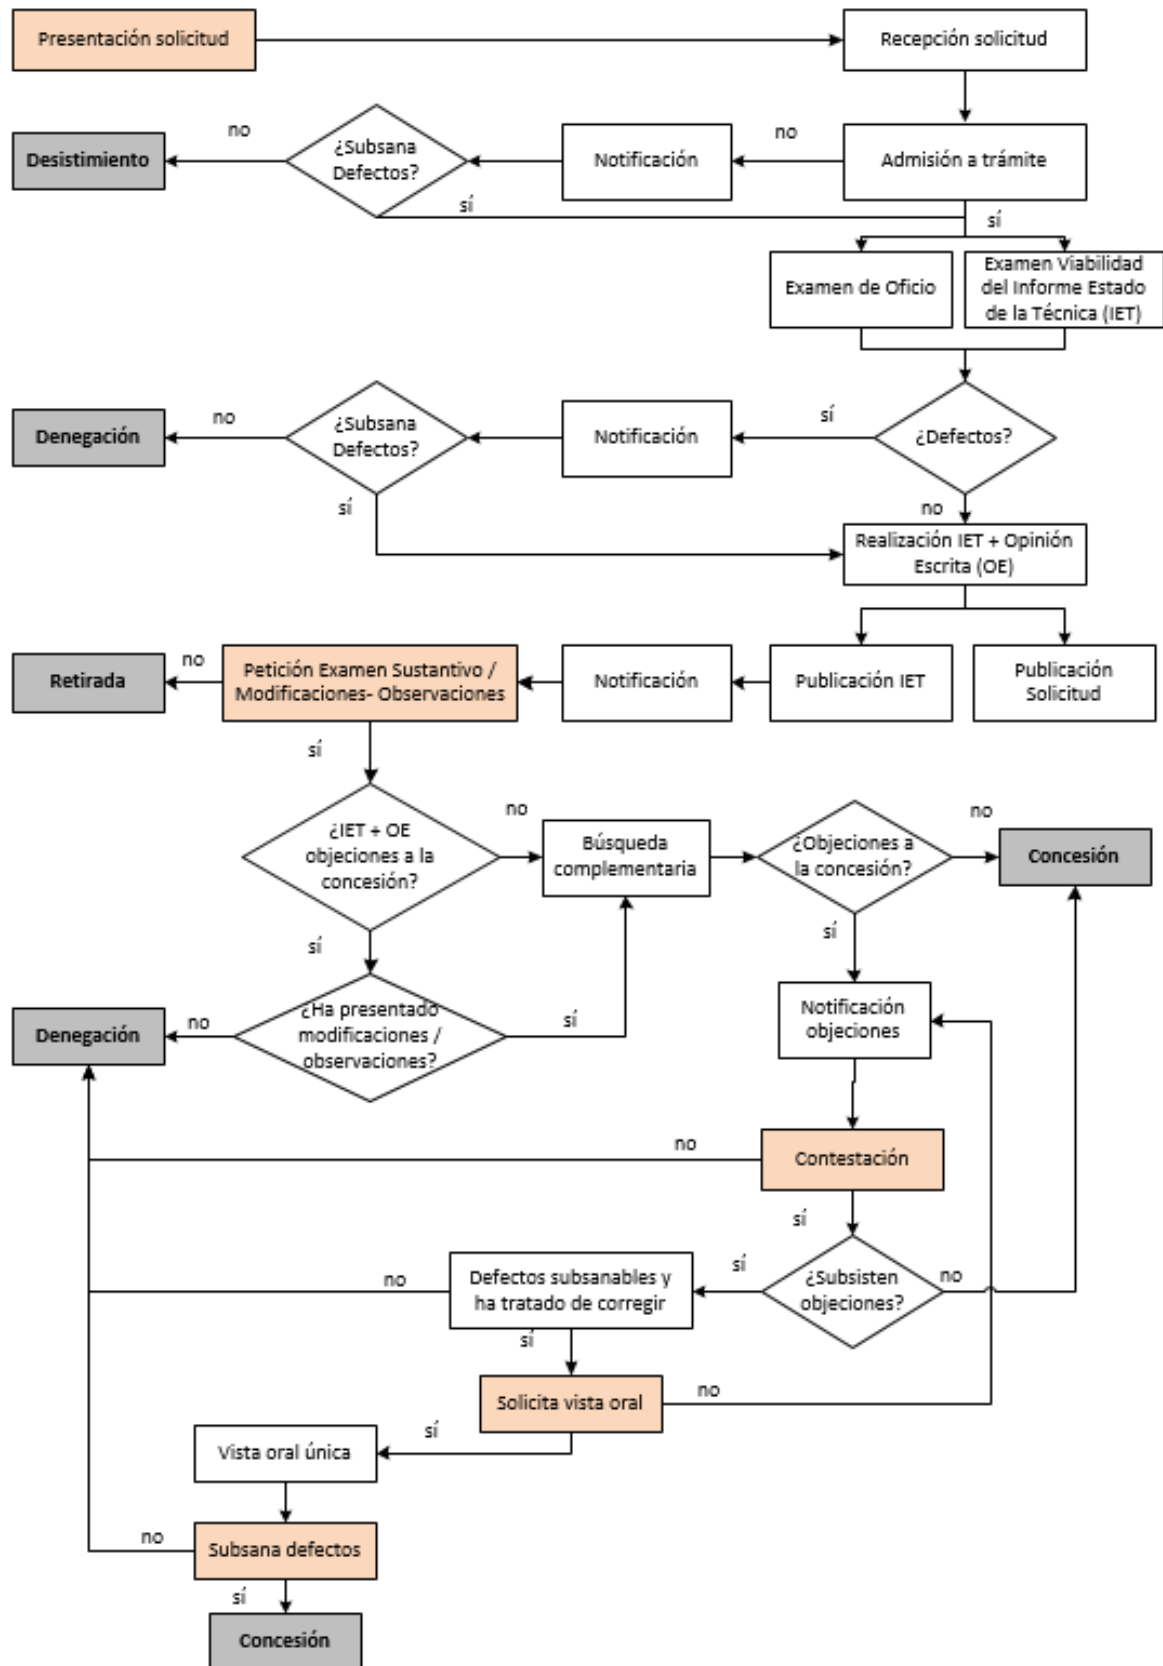 Presentación solicitud
Recepción solicitud
no
no
Desistimiento
¿Subsana
Defectos?
Notificación
Admisión a trámite
sí
sí
Examen de Oficio
Examen Viabilidad
del Informe Estado
de la Técnica (IET)
no
sí
Denegación
¿Subsana
Defectos?
Notificación
¿Defectos?
sí
no
Realización IET + Opinión
Escrita (OE)
no
Retirada
Petición Examen Sustantivo /
Modificaciones- Observaciones
Notificación
Publicación IET
Publicación
Solicitud
sí
no
no
¿IET + OE
objeciones a la
concesión?
Búsqueda
complementaria
¿Objeciones a
la concesión?
Concesión
sí
sí
Denegación
no
¿Ha presentado
modificaciones /
observaciones?
sí
Notificación
objeciones
no
Contestación
sí
no
Defectos subsanables y
ha tratado de corregir
sí
¿Subsisten
objeciones?
no
sí
Solicita vista oral
no
sí
Vista oral única
no
Subsana defectos
sí
Concesión